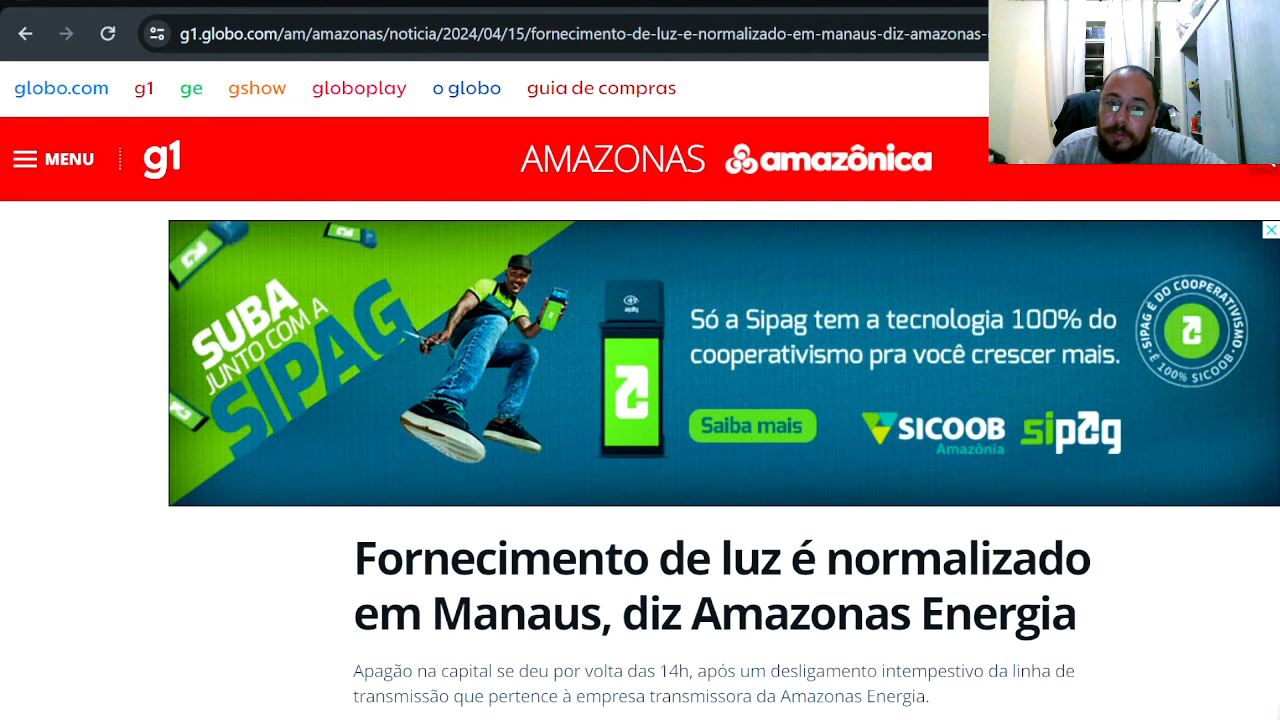 g1.globo.com/am/amazonas/noticia/2024/04/15/fornecimento-de-luz-e-normalizado-em-manaus-diz-amazonas-
globo.com g1 ge gshow globoplay o globo guia de compras
MENU g1 AMAZONAS amazônica
SUBA
JUNTO COM A
SIPAG
sipag
Só a Sipag tem a tecnologia 100% do
cooperativismo pra você crescer mais.
Saiba mais
SICOOB
Amazônia
sipag
SIPAG É DO COOPERATIVISMO
É 100% SICOOB
Fornecimento de luz é normalizado
em Manaus, diz Amazonas Energia
Apagão na capital se deu por volta das 14h, após um desligamento intempestivo da linha de
transmissão que pertence à empresa transmissora da Amazonas Energia.